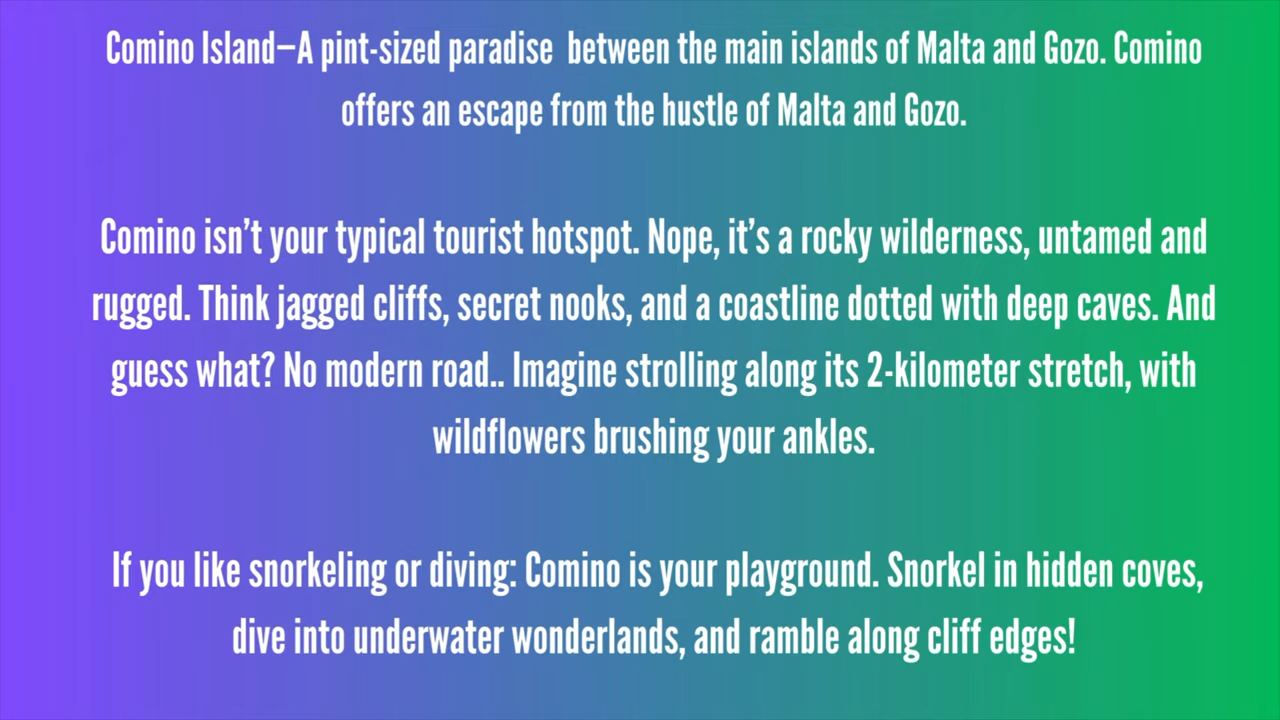 Comino Island—A pint-sized paradise  between the main islands of Malta and Gozo. Comino
offers an escape from the hustle of Malta and Gozo.
Comino isn’t your typical tourist hotspot. Nope, it’s a rocky wilderness, untamed and
rugged. Think jagged cliffs, secret nooks, and a coastline dotted with deep caves. And
guess what? No modern road.. Imagine strolling along its 2-kilometer stretch, with
wildflowers brushing your ankles.
If you like snorkeling or diving: Comino is your playground. Snorkel in hidden coves,
dive into underwater wonderlands, and ramble along cliff edges!